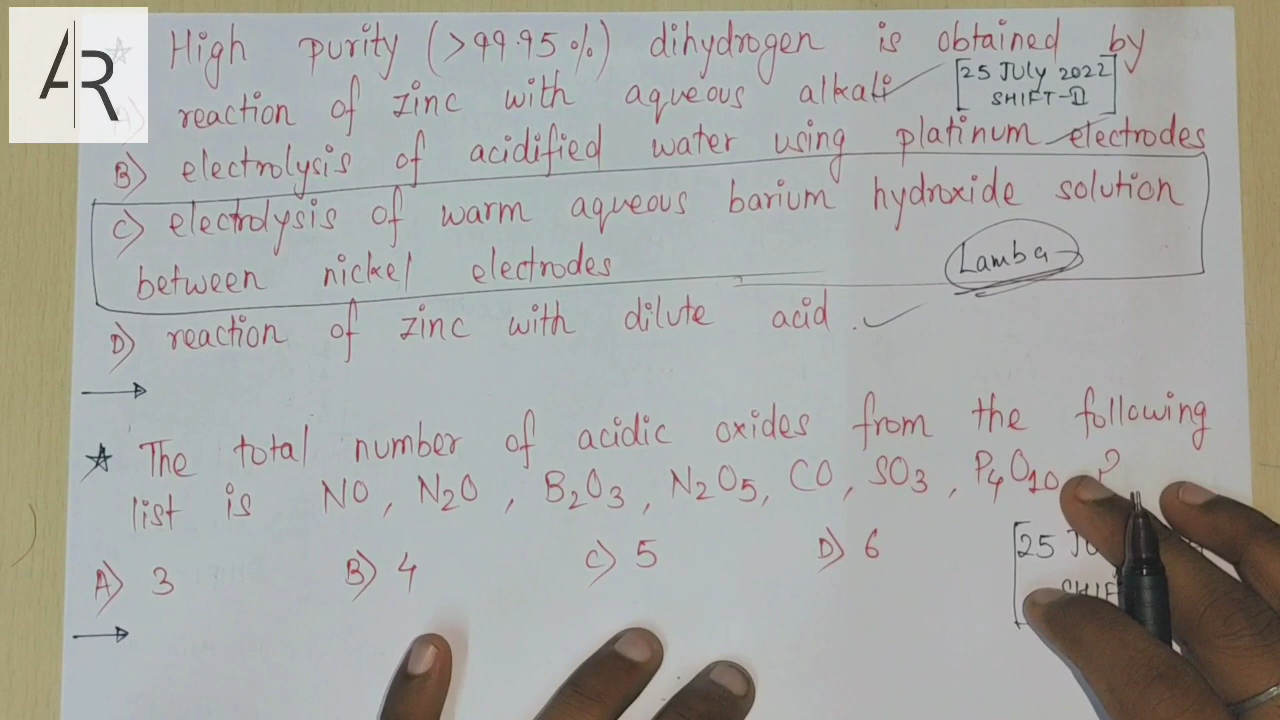 AR
High purity (>99.95%) dihydrogen is obtained by
reaction of zinc with aqueous alkali
[25 JULY 2022
SHIFT-II]
B) electrolysis of acidified water using platinum electrodes
C) electrolysis of warm aqueous barium hydroxide solution
between nickel electrodes
Lamba
D) reaction of zinc with dilute acid.
The total number of acidic oxides from the following
list is NO, N2O, B2O3, N2O5, CO, SO3, P4O10 ?
A) 3 B) 4 C) 5 D) 6
[25